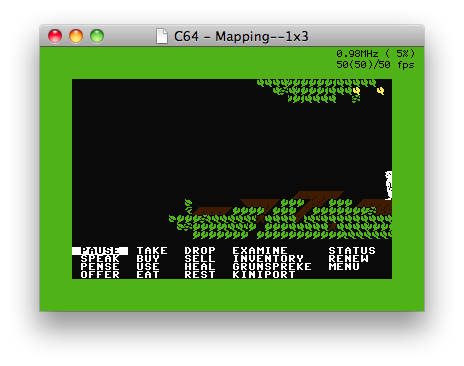 C64 - Mapping--1x3
0.98MHz ( 5%)
50(50)/50 fps
PAUSE TAKE DROP EXAMINE STATUS
SPEAK BUY SELL INVENTORY RENEW
PENSE USE HEAL GRUNSPREKE MENU
OFFER EAT REST KINIPORT